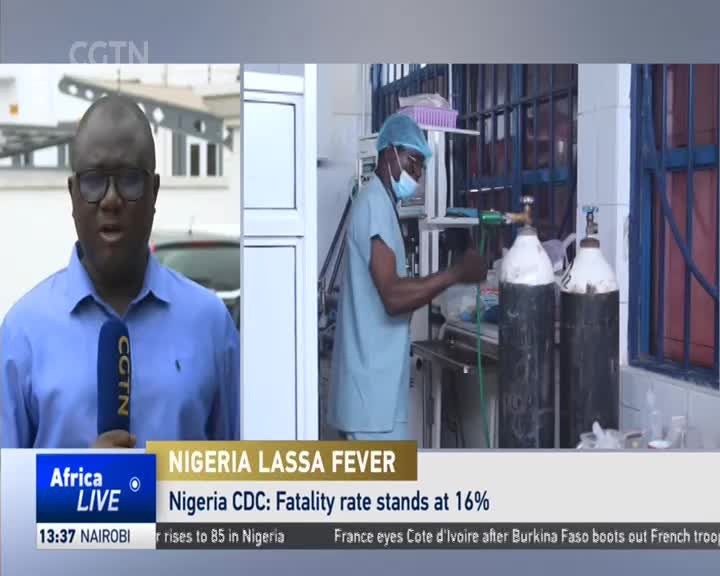 CGTN
CGTN
NIGERIA LASSA FEVER
Africa
LIVE
Nigeria CDC: Fatality rate stands at 16%
13:37 NAIROBI
r rises to 85 in Nigeria
France eyes Cote d'Ivoire after Burkina Faso boots out French troop